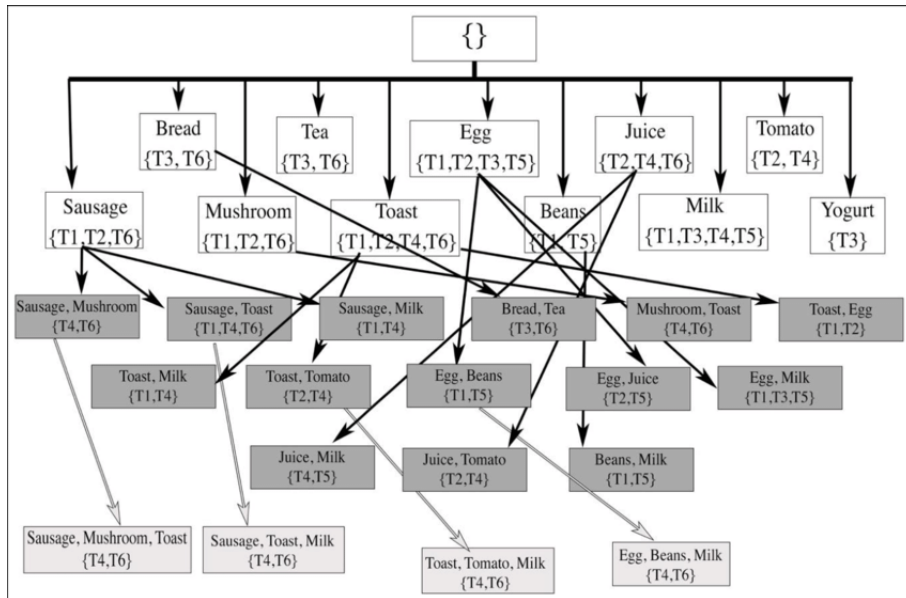 {}
Bread
{T3, T6}
Tea
{T3, T6}
Egg
{T1,T2,T3,T5}
Juice
{T2,T4,T6}
Tomato
{T2, T4}
Sausage
{T1,T2,T6}
Mushroom
{T1,T2,T6}
Toast
{T1,T2,T4,T6}
Beans
{T1,T5}
Milk
{T1,T3,T4,T5}
Yogurt
{T3}
Sausage, Mushroom
{T4,T6}
Sausage, Toast
{T1,T4,T6}
Sausage, Milk
{T1,T4}
Bread, Tea
{T3,T6}
Mushroom, Toast
{T4,T6}
Toast, Egg
{T1,T2}
Toast, Milk
{T1,T4}
Toast, Tomato
{T2,T4}
Egg, Beans
{T1,T5}
Egg, Juice
{T2,T5}
Egg, Milk
{T1,T3,T5}
Juice, Milk
{T4,T5}
Juice, Tomato
{T2,T4}
Beans, Milk
{T1,T5}
Sausage, Mushroom, Toast
{T4,T6}
Sausage, Toast, Milk
{T4,T6}
Toast, Tomato, Milk
{T4,T6}
Egg, Beans, Milk
{T4,T6}